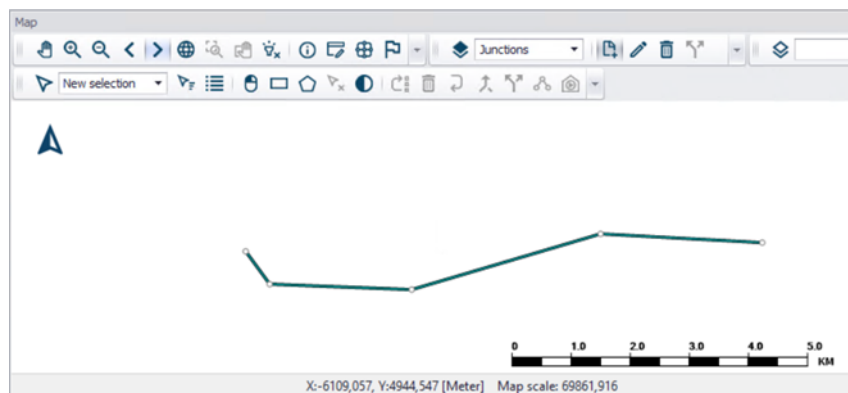 Map
Junctions
New selection
0 1.0 2.0 3.0 4.0 5.0
KM
X:-6109,057, Y:4944,547 [Meter] Map scale: 69861,916